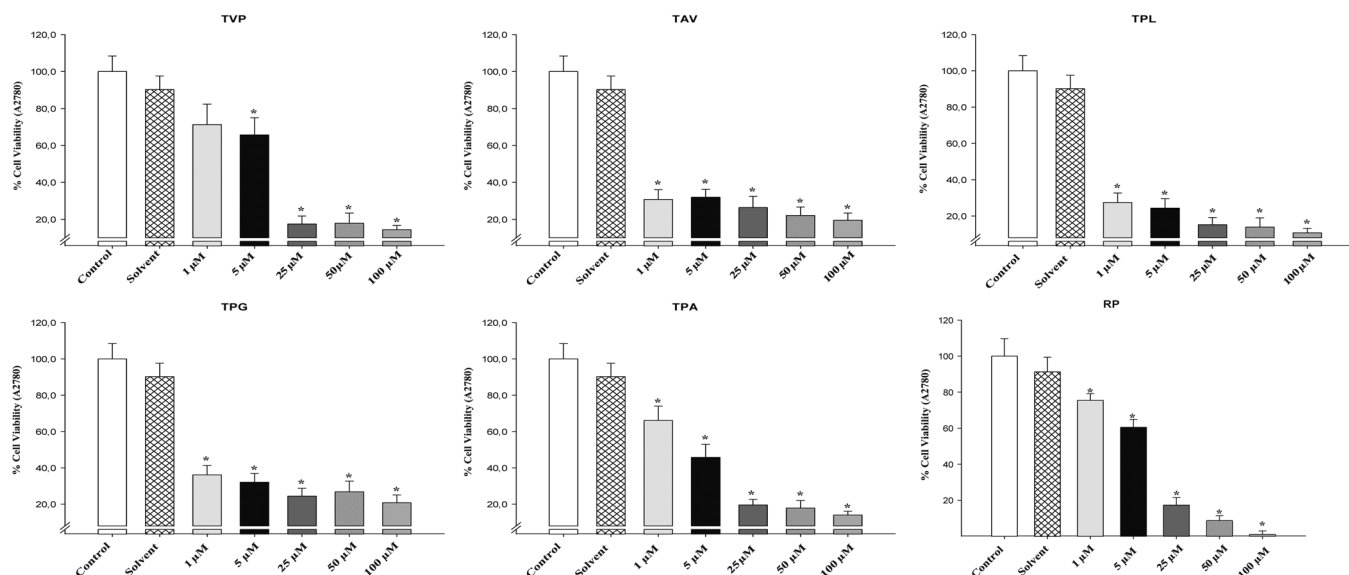 TVP
120,0
100,0
80,0
60,0
40,0
20,0
% Cell Viability (A2780)
*
*
*
*
Control
Solvent
1 µM
5 µM
25 µM
50µM
100 µM
TAV
120,0
100,0
80,0
60,0
40,0
20,0
% Cell Viability (A2780)
*
*
*
*
*
Control
Solvent
1 µM
5 µM
25 µM
50 µM
100 µM
TPL
120,0
100,0
80,0
60,0
40,0
20,0
% Cell Viability (A2780)
*
*
*
*
*
Control
Solvent
1 µM
5 µM
25 µM
50 µM
100 µM
TPG
120,0
100,0
80,0
60,0
40,0
20,0
% Cell Viability (A2780)
*
*
*
*
*
Control
Solvent
1 µM
5 µM
25 µM
50 µM
100 µM
TPA
120,0
100,0
80,0
60,0
40,0
20,0
% Cell Viability (A2780)
*
*
*
*
*
Control
Solvent
1 µM
5 µM
25 µM
50 µM
100 µM
RP
120,0
100,0
80,0
60,0
40,0
20,0
% Cell Viability (A2780)
*
*
*
*
*
Control
Solvent
1 µM
5 µM
25 µM
50 µM
100 µM